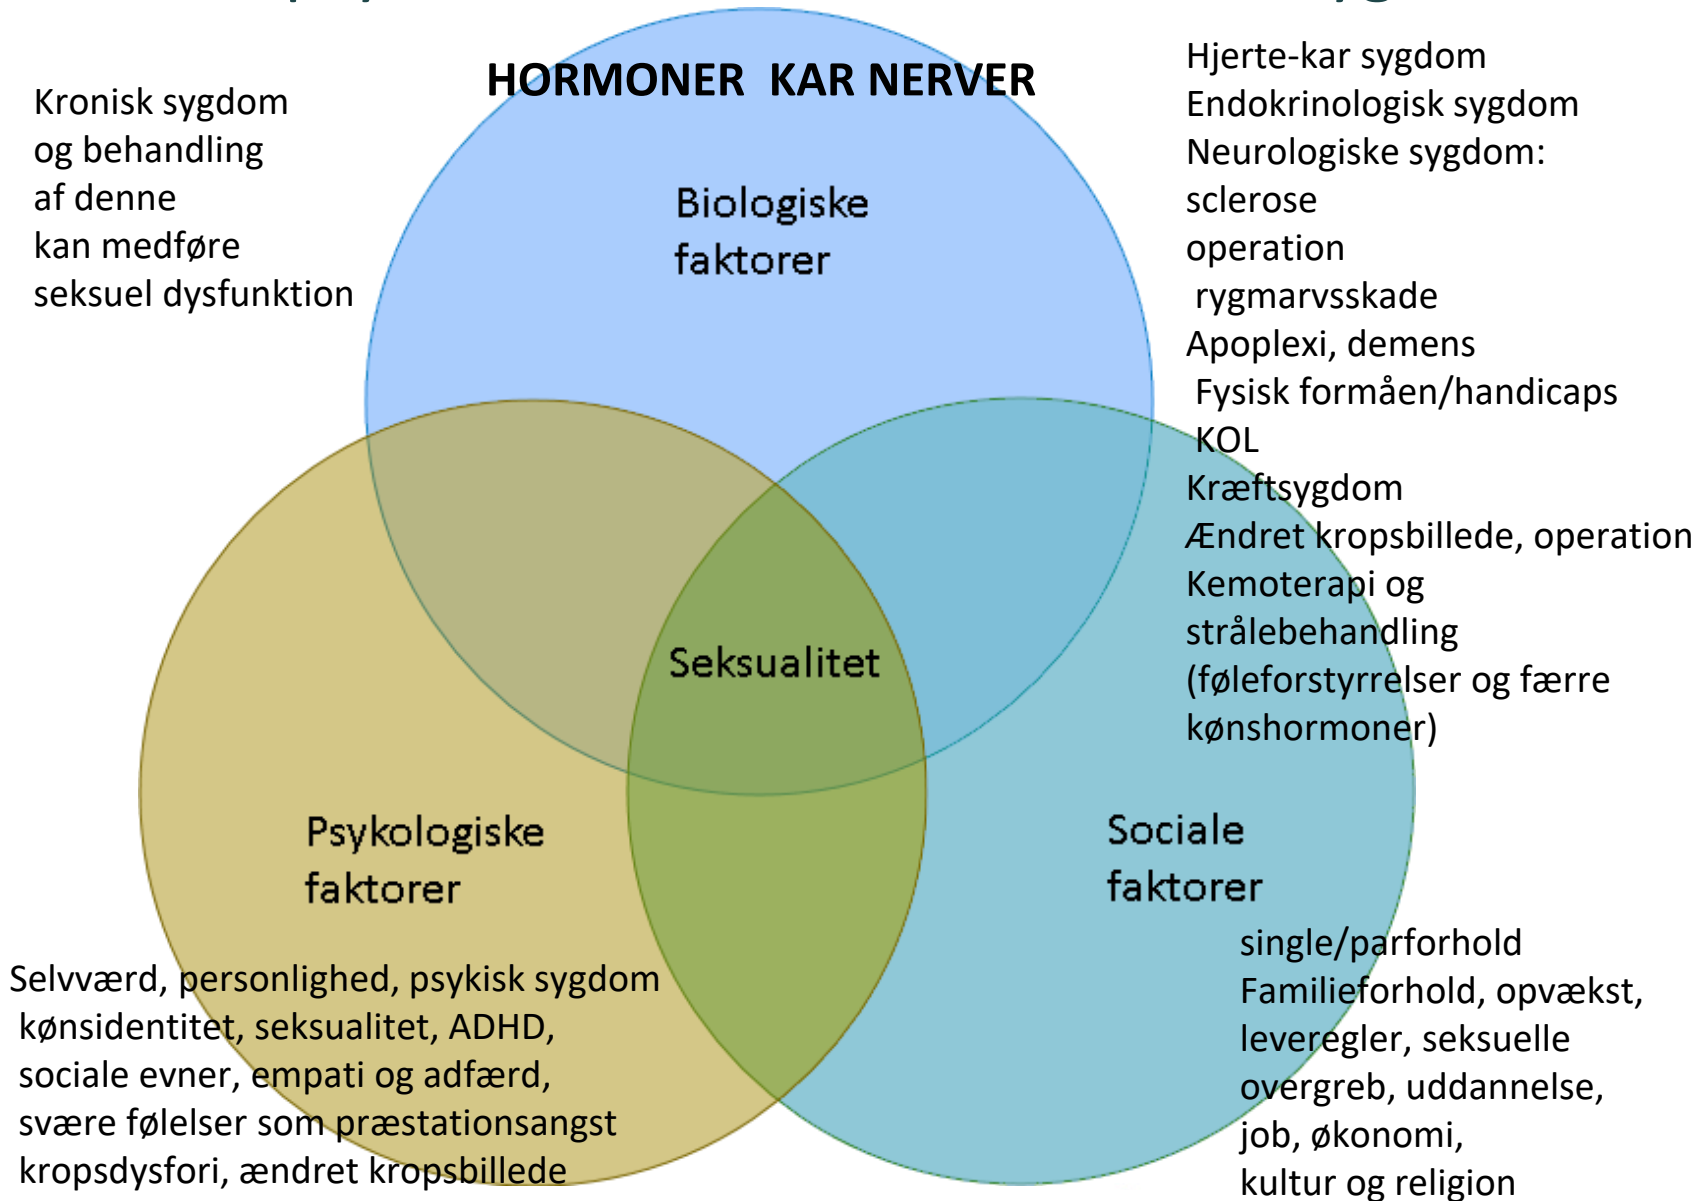 HORMONER KAR NERVER
Kronisk sygdom
og behandling
af denne
kan medføre
seksuel dysfunktion
Biologiske
faktorer
Hjerte-kar sygdom
Endokrinologisk sygdom
Neurologiske sygdom:
sclerose
operation
rygmarvsskade
Apoplexi, demens
Fysisk formåen/handicaps
KOL
Kræftsygdom
Ændret kropsbillede, operation
Kemoterapi og
strålebehandling
(føleforstyrrelser og færre
kønshormoner)
Seksualitet
Psykologiske
faktorer
Selvværd, personlighed, psykisk sygdom
kønsidentitet, seksualitet, ADHD,
sociale evner, empati og adfærd,
svære følelser som præstationsangst
kropsdysfori, ændret kropsbillede
Sociale
faktorer
single/parforhold
Familieforhold, opvækst,
leveregler, seksuelle
overgreb, uddannelse,
job, økonomi,
kultur og religion